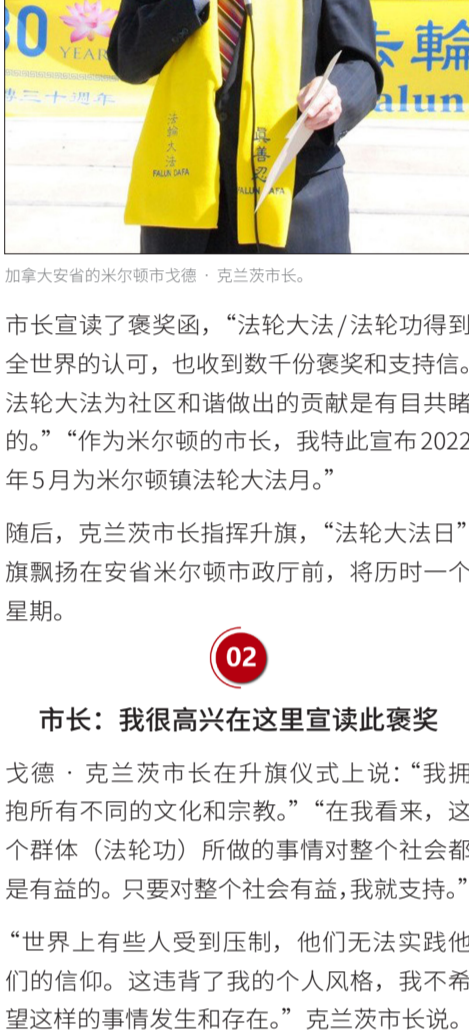 30
YEAR
去輪
傳三十週年
alun
法輪大法
FALUN DAFA
真善忍
FALUN DAFA
加拿大安省的米尔顿市戈德 · 克兰茨市长。
市长宣读了褒奖函，“法轮大法/法轮功得到
全世界的认可，也收到数千份褒奖和支持信。
法轮大法为社区和谐做出的贡献是有目共睹
的。”“作为米尔顿的市长，我特此宣布2022
年5月为米尔顿镇法轮大法月。”
随后，克兰茨市长指挥升旗，“法轮大法日”
旗飘扬在安省米尔顿市政厅前，将历时一个
星期。
02
市长：我很高兴在这里宣读此褒奖
戈德 · 克兰茨市长在升旗仪式上说：“我拥
抱所有不同的文化和宗教。”“在我看来，这
个群体（法轮功）所做的事情对整个社会都
是有益的。只要对整个社会有益，我就支持。”
“世界上有些人受到压制，他们无法实践他
们的信仰。这违背了我的个人风格，我不希
望这样的事情发生和存在。”克兰茨市长说。